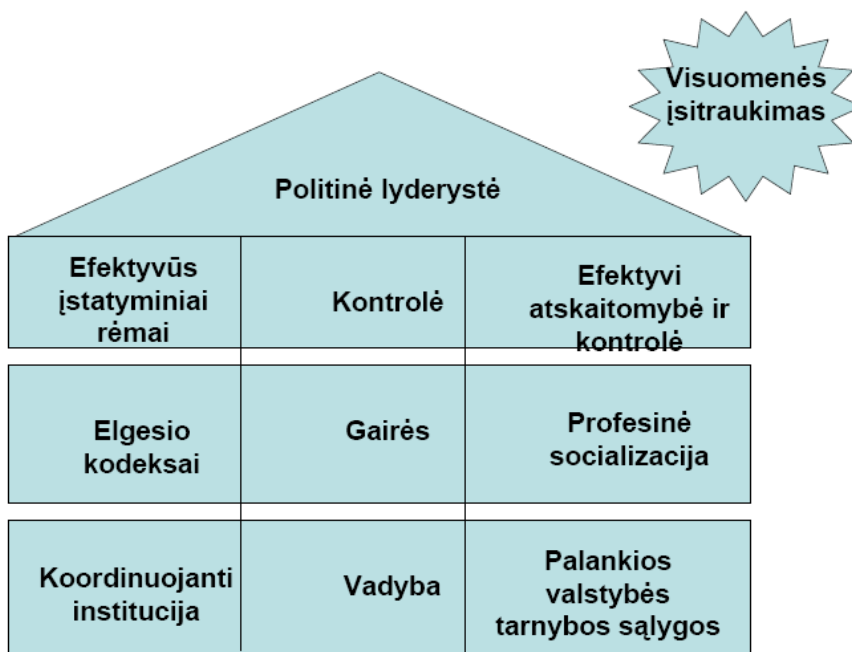 Visuomenės
įsitraukimas
Politinė lyderystė
Efektyvūs
įstatyminiai
rėmai
Kontrolė
Efektyvi
atskaitomybė ir
kontrolė
Elgesio
kodeksai
Gairės
Profesinė
socializacija
Koordinuojanti
institucija
Vadyba
Palankios
valstybės
tarnybos sąlygos